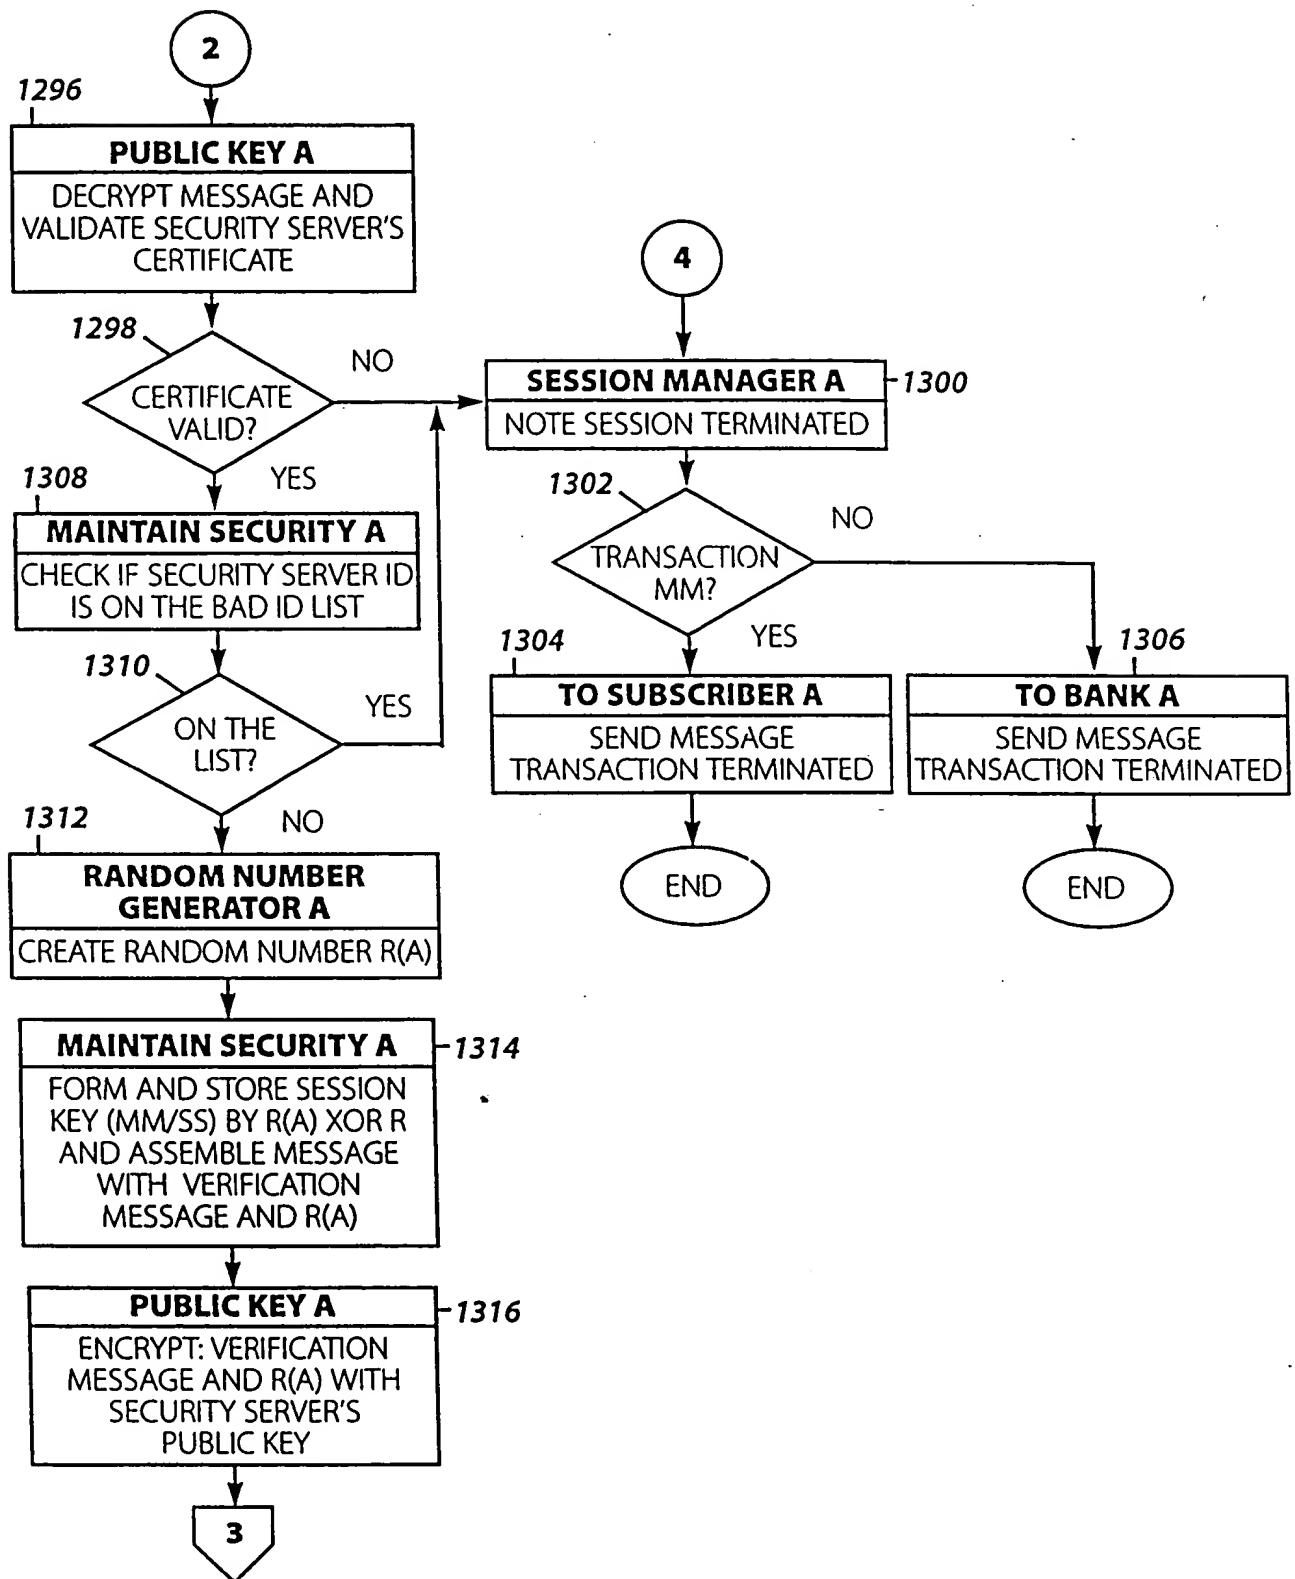 2
1296
PUBLIC KEY A
DECRYPT MESSAGE AND
VALIDATE SECURITY SERVER'S
CERTIFICATE
1298
CERTIFICATE
VALID?
NO
YES
1308
MAINTAIN SECURITY A
CHECK IF SECURITY SERVER ID
IS ON THE BAD ID LIST
1310
ON THE
LIST?
YES
NO
1312
RANDOM NUMBER
GENERATOR A
CREATE RANDOM NUMBER R(A)
MAINTAIN SECURITY A
1314
FORM AND STORE SESSION
KEY (MM/SS) BY R(A) XOR R
AND ASSEMBLE MESSAGE
WITH VERIFICATION
MESSAGE AND R(A)
PUBLIC KEY A
1316
ENCRYPT: VERIFICATION
MESSAGE AND R(A) WITH
SECURITY SERVER'S
PUBLIC KEY
3
4
SESSION MANAGER A
1300
NOTE SESSION TERMINATED
1302
TRANSACTION
MM?
NO
YES
1304
TO SUBSCRIBER A
SEND MESSAGE
TRANSACTION TERMINATED
END
1306
TO BANK A
SEND MESSAGE
TRANSACTION TERMINATED
END